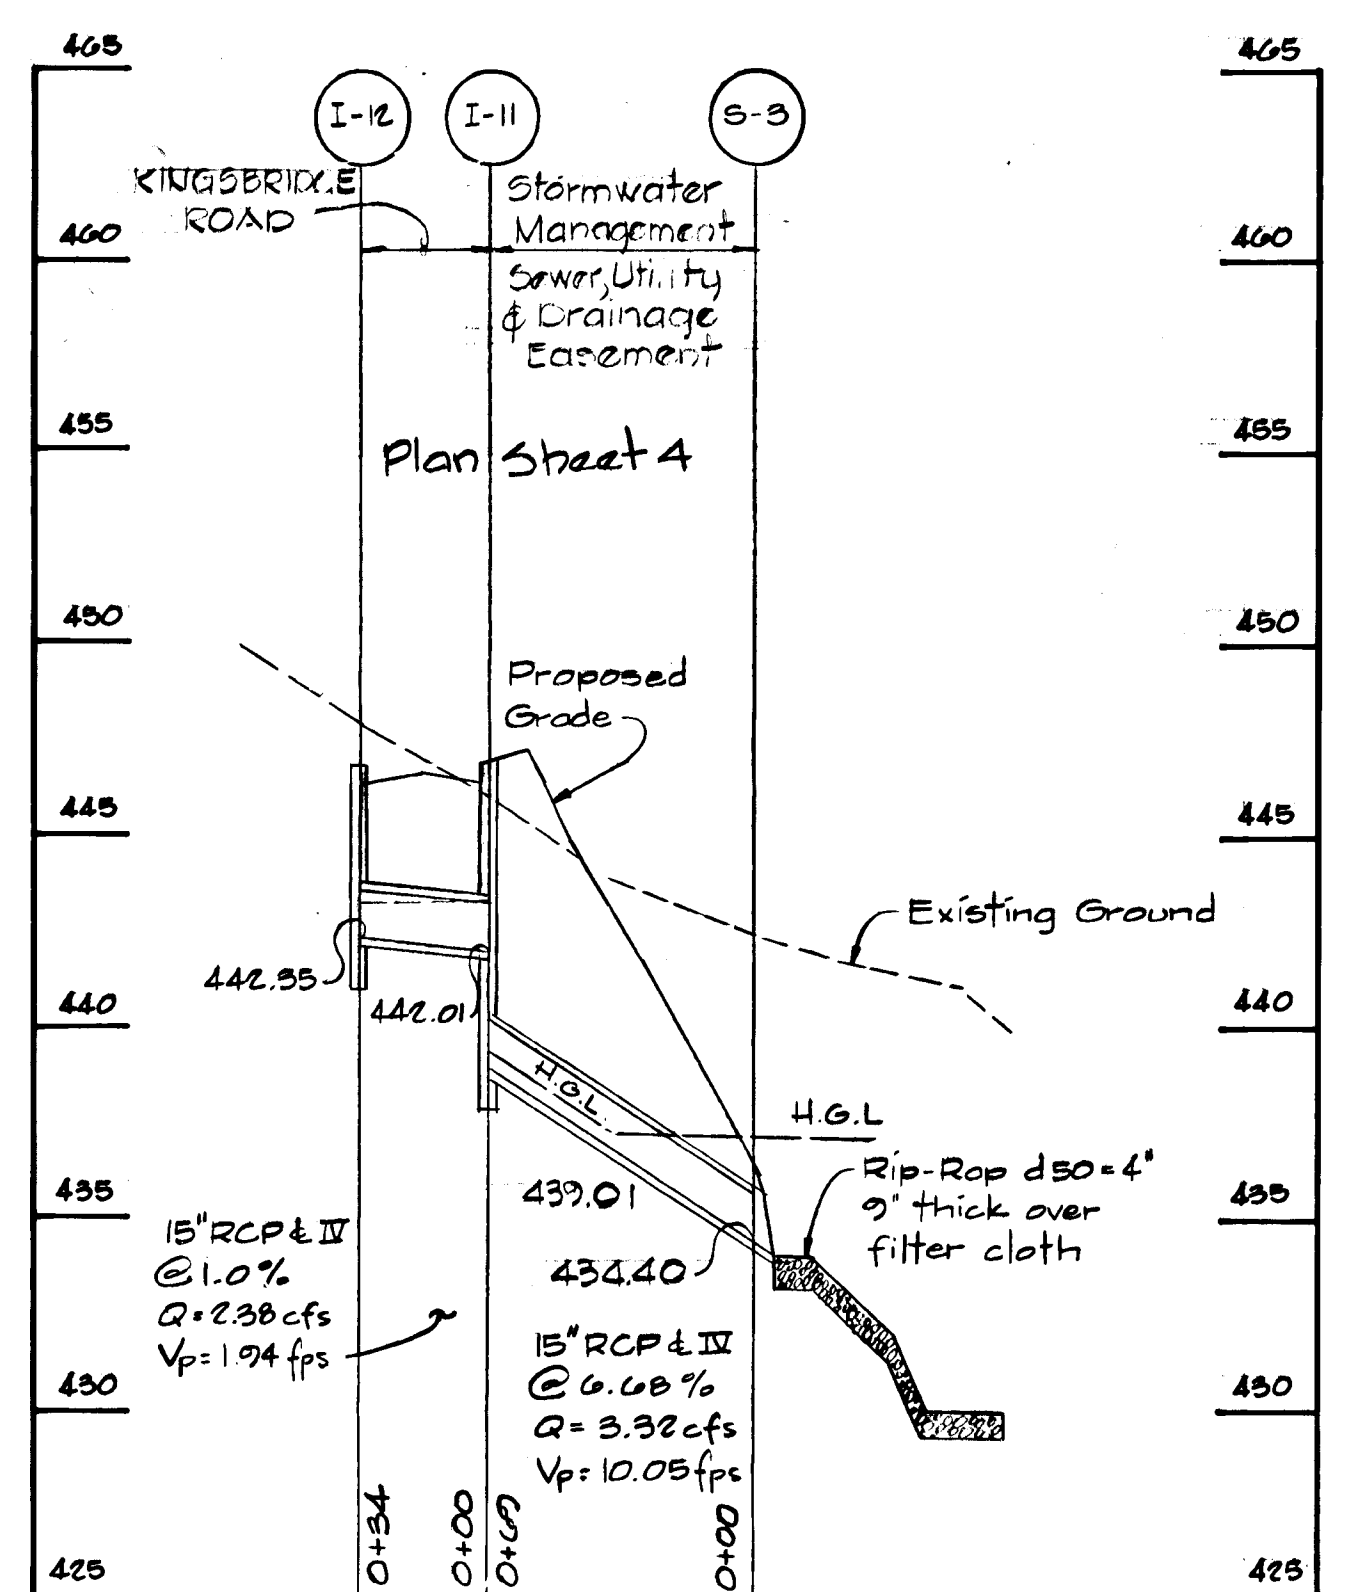 465
465
I-12
I-11
S-3
KINGSBRIDGE
ROAD
Stormwater
Management
Sewer, Utility
& Drainage
Easement
460
460
455
455
Plan Sheet 4
450
450
Proposed
Grade
445
445
Existing Ground
442.35
442.01
440
440
H.G.L.
H.G.L
Rip-Rap d50=4"
9" thick over
filter cloth
435
435
439.01
434.40
15" RCP CL IV
@ 1.0%
Q=2.38 cfs
Vp=1.94 fps
15" RCP CL IV
@ 6.68%
Q=3.32 cfs
Vp=10.05 fps
430
430
0+34
0+00
0+69
0+00
425
425